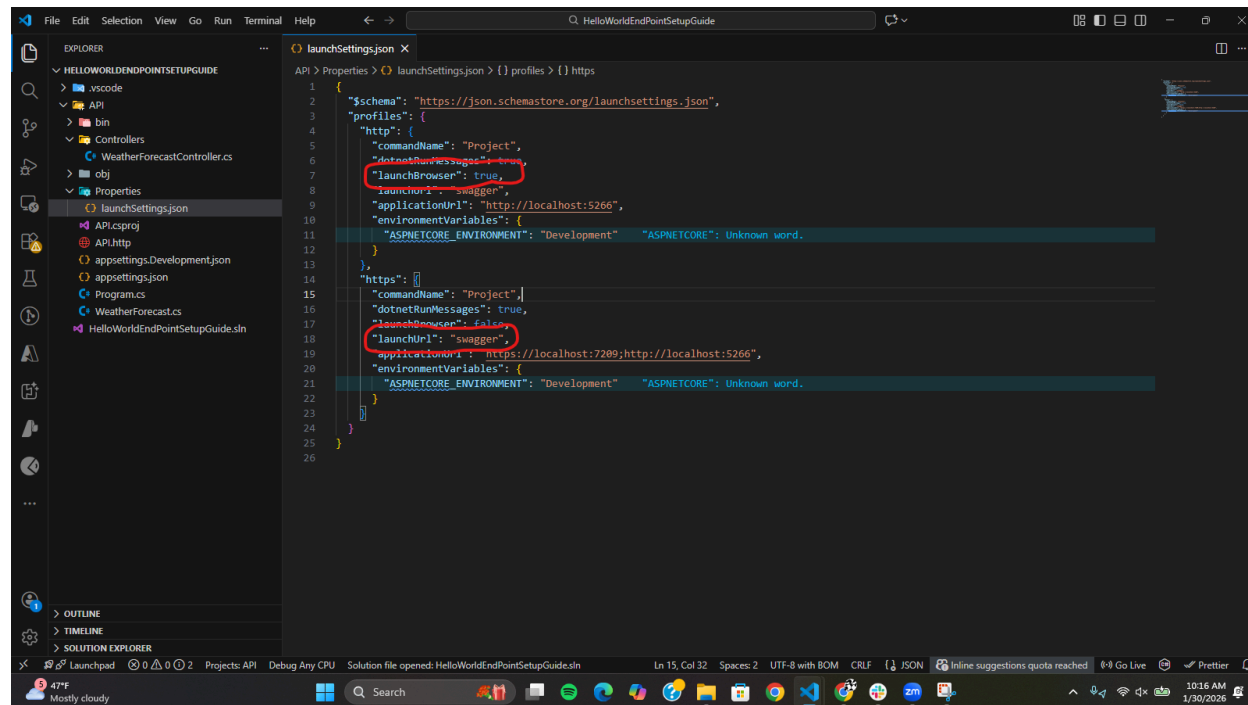 File Edit Selection View Go Run Terminal Help
HelloWorldEndPointSetupGuide
EXPLORER
HELLOWORLDENDPOINTSETUPGUIDE
.vscode
API
bin
Controllers
WeatherForecastController.cs
obj
Properties
launchSettings.json
API.csproj
API.http
appsettings.Development.json
appsettings.json
Program.cs
WeatherForecast.cs
HelloWorldEndPointSetupGuide.sln
OUTLINE
TIMELINE
SOLUTION EXPLORER
launchSettings.json
API > Properties > launchSettings.json > { } profiles > { } https
1 {
2 "$schema": "https://json.schemastore.org/launchsettings.json",
3 "profiles": {
4 "http": {
5 "commandName": "Project",
6 "dotnetRunMessages": true,
7 "launchBrowser": true,
8 "launchUrl": "swagger",
9 "applicationUrl": "http://localhost:5266",
10 "environmentVariables": {
11 "ASPNETCORE_ENVIRONMENT": "Development" "ASPNETCORE": Unknown word.
12 }
13 },
14 "https": {
15 "commandName": "Project",
16 "dotnetRunMessages": true,
17 "launchBrowser": false,
18 "launchUrl": "swagger",
19 "applicationUrl": "https://localhost:7209;http://localhost:5266",
20 "environmentVariables": {
21 "ASPNETCORE_ENVIRONMENT": "Development" "ASPNETCORE": Unknown word.
22 }
23 }
24 }
25 }
26
Launchpad 0 0 2 Projects: API Debug Any CPU Solution file opened: HelloWorldEndPointSetupGuide.sln Ln 15, Col 32 Spaces: 2 UTF-8 with BOM CRLF JSON Inline suggestions quota reached Go Live Prettier
5 47°F
Mostly cloudy
Search
zm
10:16 AM
1/30/2026